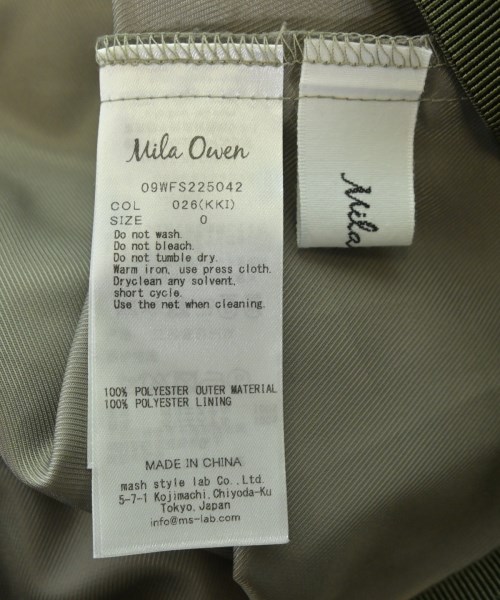 Mila Owen
09WFS225042
COL 026(KKI)
SIZE 0
Do not wash.
Do not bleach.
Do not tumble dry.
Warm iron, use press cloth.
Dryclean any solvent,
short cycle.
Use the net when cleaning.
100% POLYESTER OUTER MATERIAL
100% POLYESTER LINING
MADE IN CHINA
mash style lab Co.,Ltd.
5-7-1 Kojimachi,Chiyoda-Ku
Tokyo,Japan
info@ms-lab.com
Mila